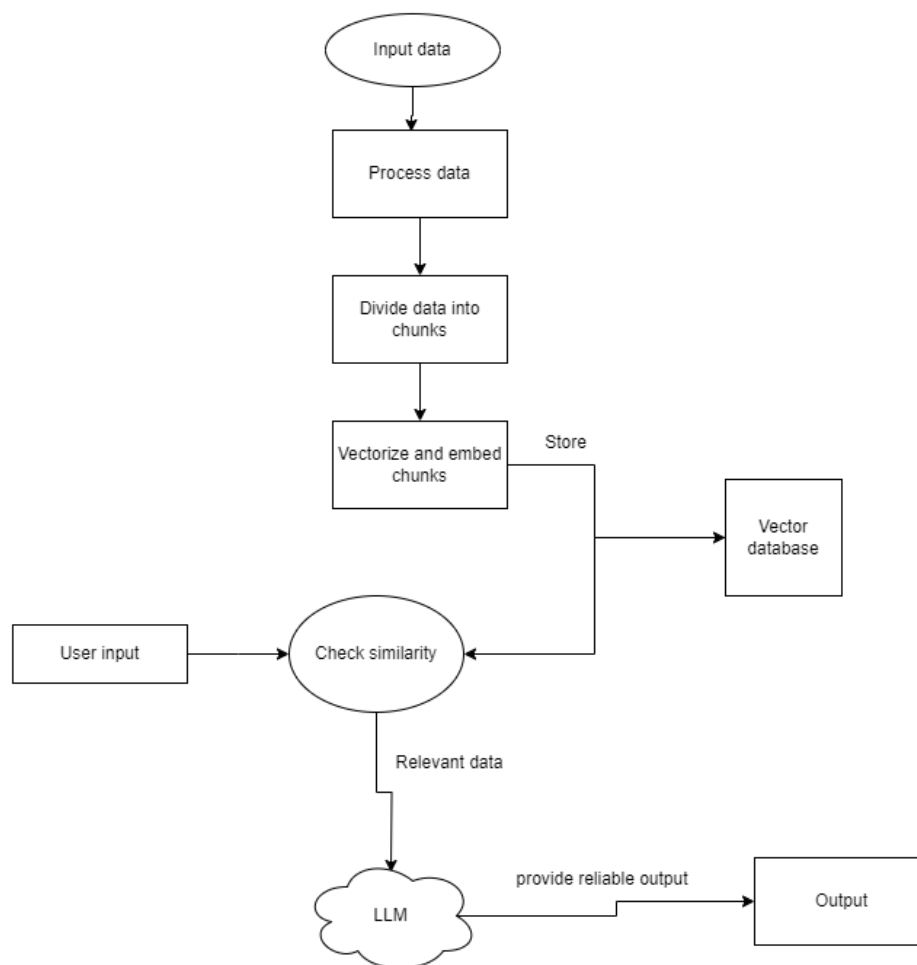 Input data
Process data
Divide data into
chunks
Vectorize and embed
chunks
Store
Vector
database
User input
Check similarity
Relevant data
LLM
provide reliable output
Output